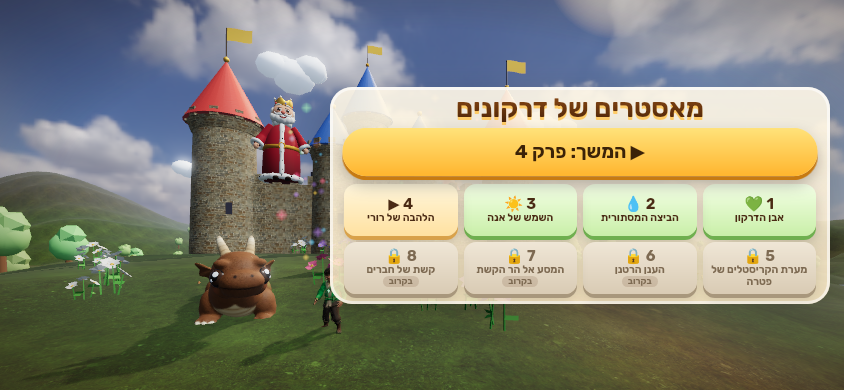 מאסטרים של דרקונים
▶ המשך: פרק 4
1 💚
אבן הדרקון
2 💧
הביצה המסתורית
3 ☀️
השמש של אנה
4 ▶
הלהבה של רורי
5 🔒
מערת הקריסטלים של
פטרה
6 🔒
הענן הרטנן
בקרוב
7 🔒
המסע אל הר הקשת
בקרוב
8 🔒
קשת של חברים
בקרוב